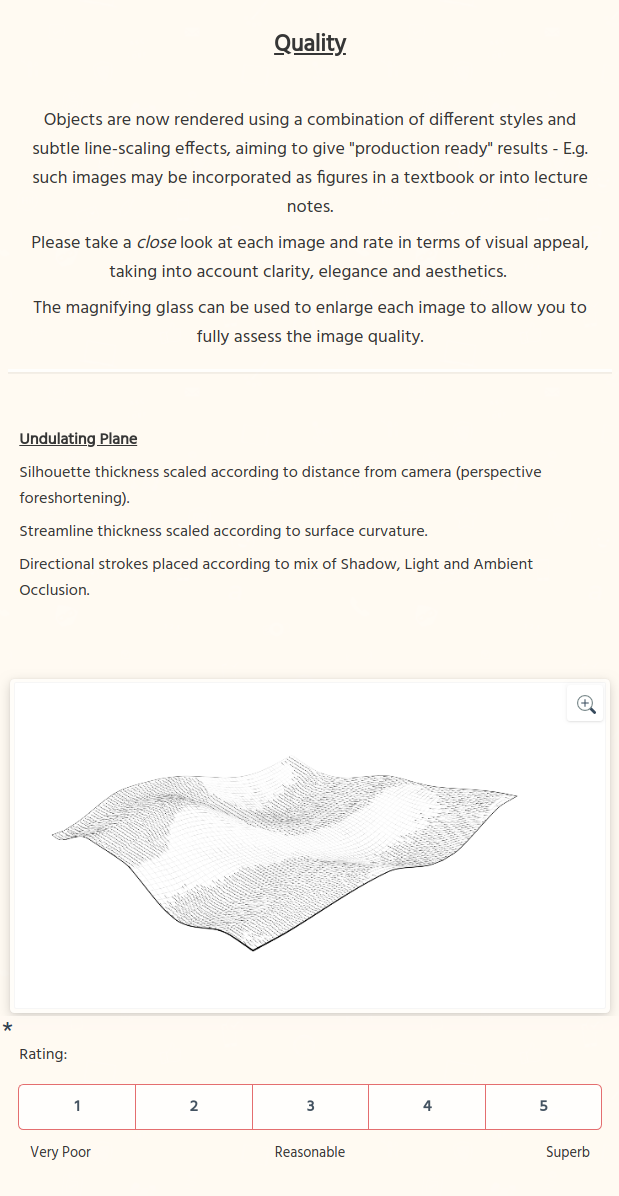 Quality
Objects are now rendered using a combination of different styles and
subtle line-scaling effects, aiming to give "production ready" results - E.g.
such images may be incorporated as figures in a textbook or into lecture
notes.
Please take a close look at each image and rate in terms of visual appeal,
taking into account clarity, elegance and aesthetics.
The magnifying glass can be used to enlarge each image to allow you to
fully assess the image quality.
Undulating Plane
Silhouette thickness scaled according to distance from camera (perspective
foreshortening).
Streamline thickness scaled according to surface curvature.
Directional strokes placed according to mix of Shadow, Light and Ambient
Occlusion.
*
Rating:
1 2 3 4 5
Very Poor Reasonable Superb